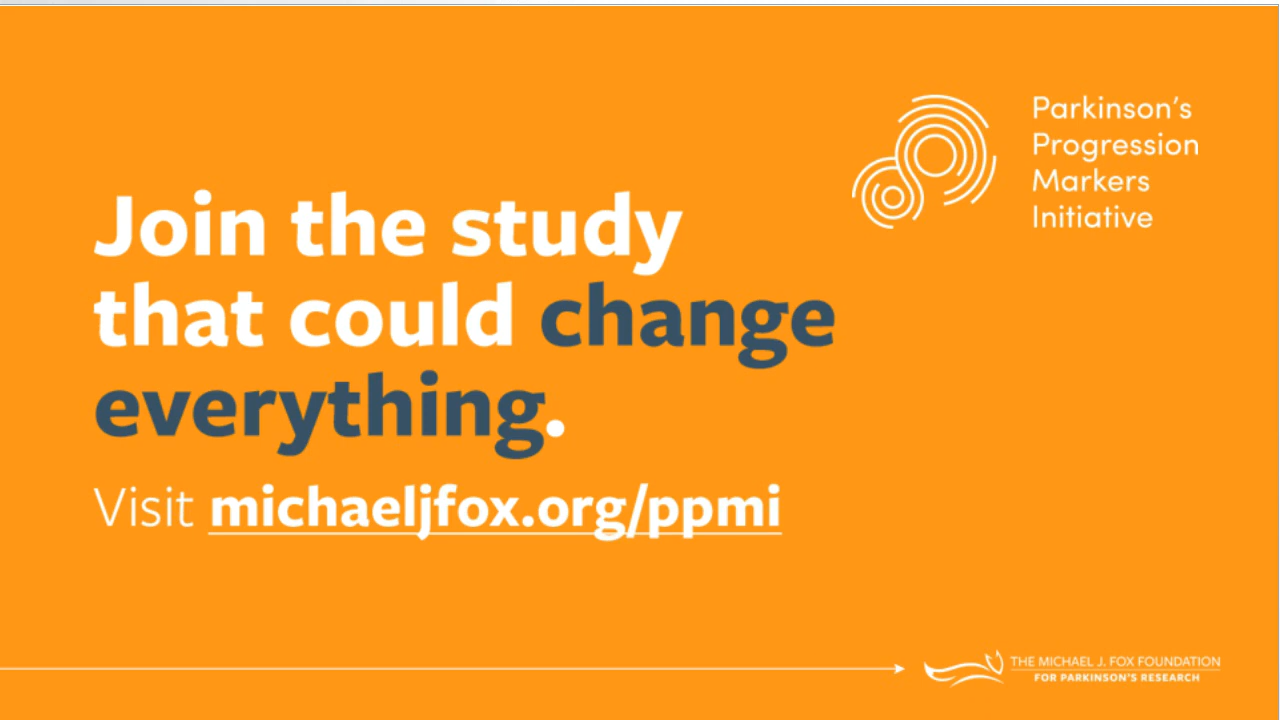 Parkinson's
Progression
Markers
Initiative
Join the study
that could change
everything.
Visit michaeljfox.org/ppmi
THE MICHAEL J. FOX FOUNDATION
FOR PARKINSON'S RESEARCH